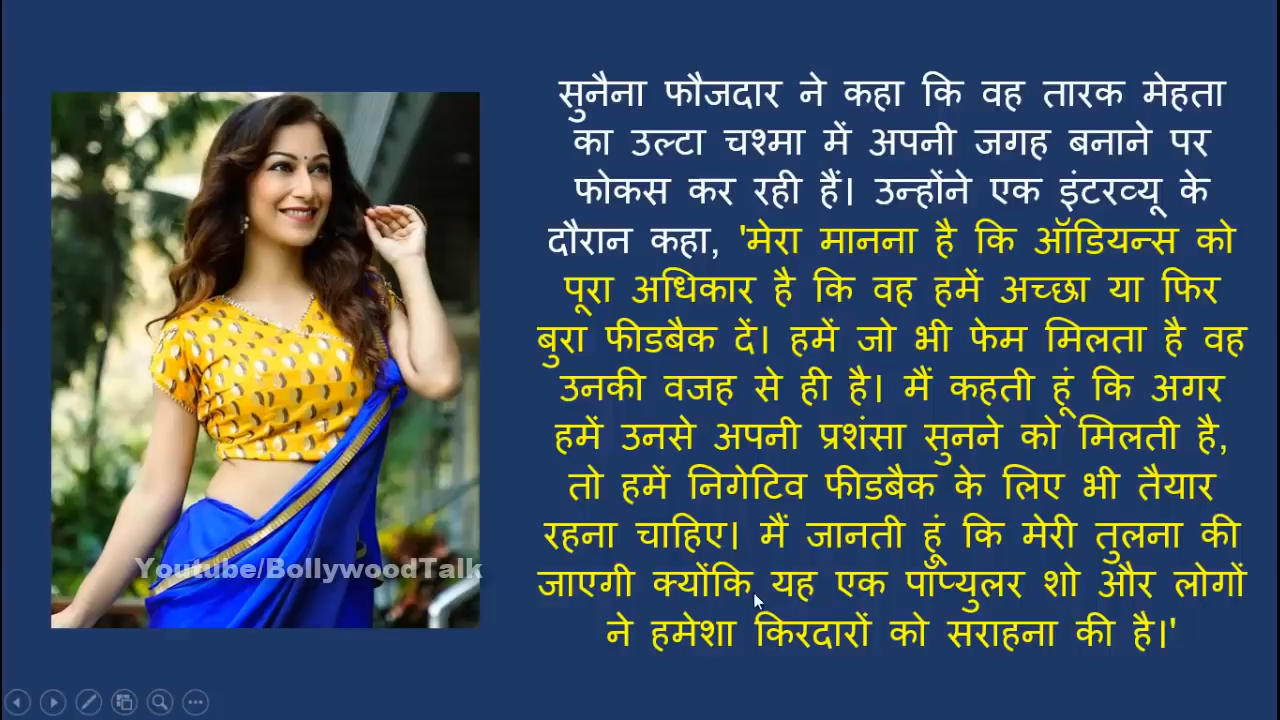 सुनैना फौजदार ने कहा कि वह तारक मेहता
का उल्टा चश्मा में अपनी जगह बनाने पर
फोकस कर रही हैं। उन्होंने एक इंटरव्यू के
दौरान कहा, 'मेरा मानना है कि ऑडियन्स को
पूरा अधिकार है कि वह हमें अच्छा या फिर
बुरा फीडबैक दें। हमें जो भी फेम मिलता है वह
उनकी वजह से ही है। मैं कहती हूं कि अगर
हमें उनसे अपनी प्रशंसा सुनने को मिलती है,
तो हमें निगेटिव फीडबैक के लिए भी तैयार
रहना चाहिए। मैं जानती हूं कि मेरी तुलना की
जाएगी क्योंकि यह एक पॉप्युलर शो और लोगों
ने हमेशा किरदारों को सराहना की है।'
Youtube/BollywoodTalk